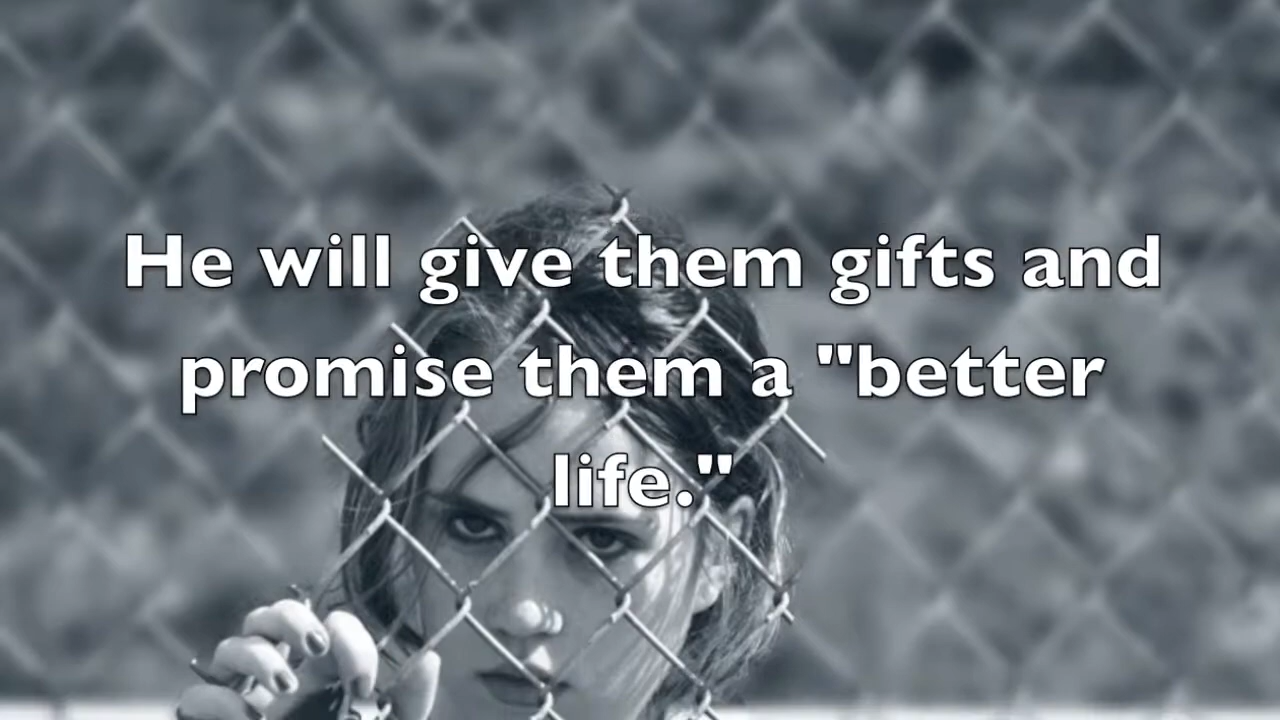 He will give them gifts and
promise them a "better
life."